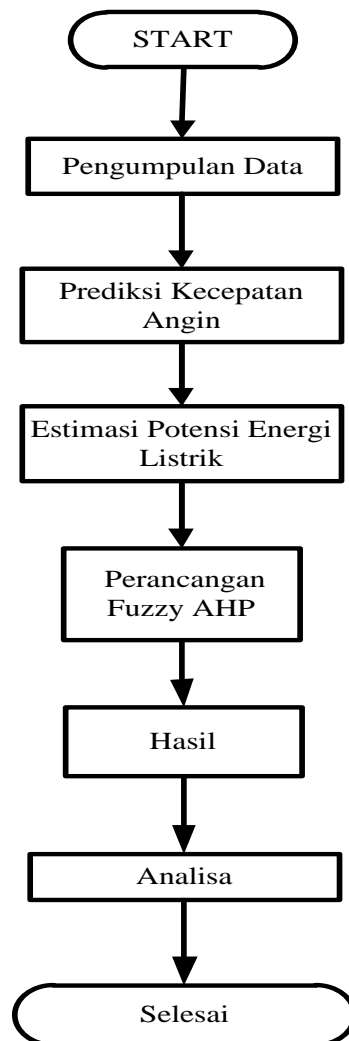 START
Pengumpulan Data
Prediksi Kecepatan
Angin
Estimasi Potensi Energi
Listrik
Perancangan
Fuzzy AHP
Hasil
Analisa
Selesai